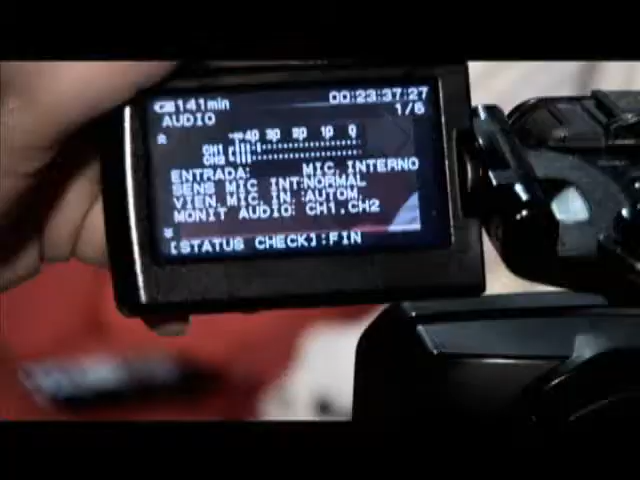 141min 00:23:37:27
AUDIO 1/6
-∞ -40 30 20 10 0
CH1
CH2
ENTRADA: MIC INTERNO
SENS MIC INT:NORMAL
VIEN.MIC.IN.:AUTOM.
MONIT AUDIO: CH1.CH2
[STATUS CHECK]:FIN